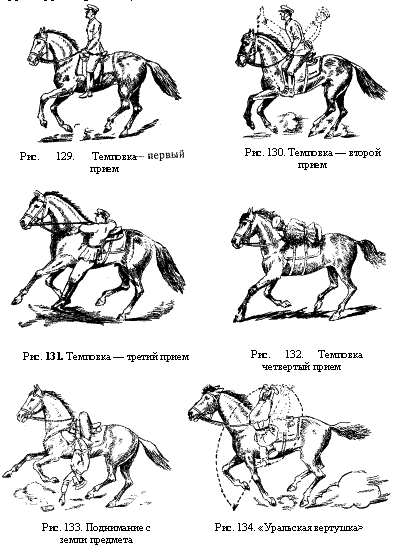 Рис. 129. Темповка — первый
прием
Рис. 130. Темповка — второй
прием
Рис. 131. Темповка — третий прием
Рис. 132. Темповка
четвертый прием
Рис. 133. Поднимание с
земли предмета
Рис. 134. «Уральская вертушка>